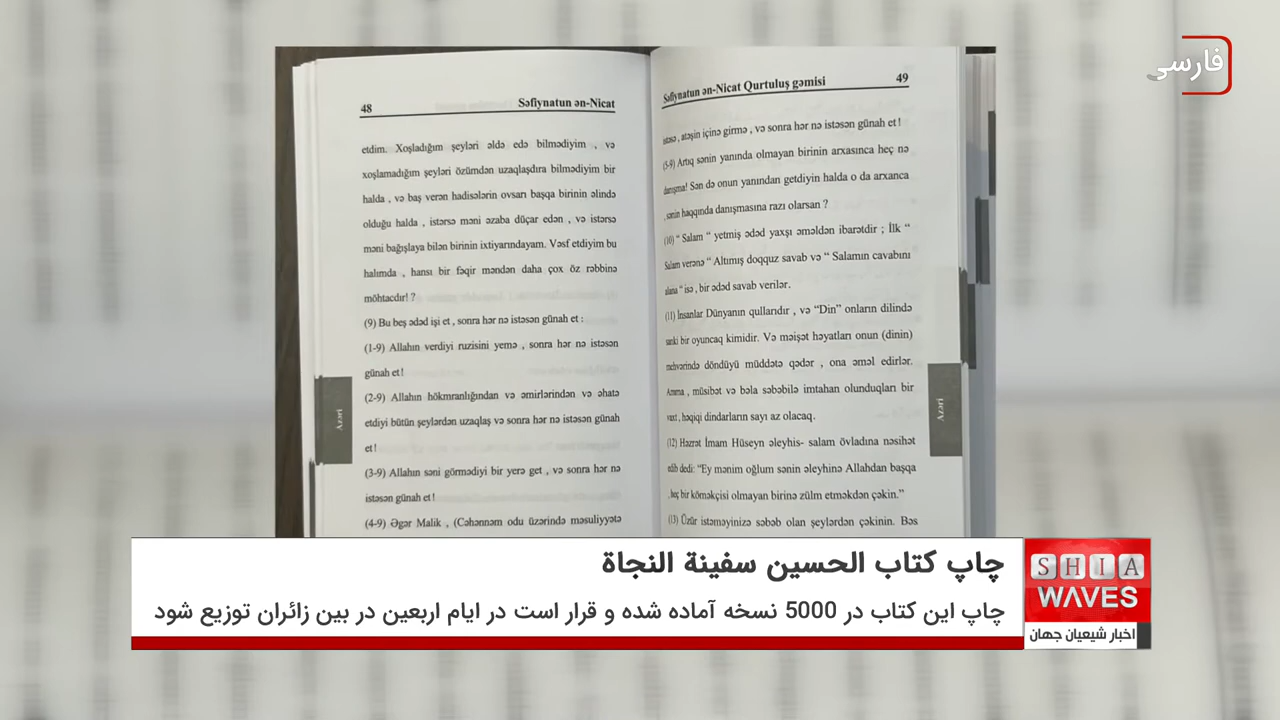 فارسی
48 Səfiynatun ən-Nicat
etdim. Xoşladığım şeyləri əldə edə bilmədiyim , və
xoşlamadığım şeyləri özümdən uzaqlaşdıra bilmədiyim bir
halda , və baş verən hadisələrin ovsarı başqa birinin əlində
olduğu halda , istərsə məni əzaba düçar edən , və istərsə
məni bağışlaya bilən birinin ixtiyarındayam. Vəsf etdiyim bu
halımda , hansı bir fəqir məndən daha çox öz rəbbinə
möhtacdır! ?
(9) Bu beş ədəd işi et , sonra hər nə istəsən günah et :
(1-9) Allahın verdiyi ruzisini yemə , sonra hər nə istəsən
günah et !
(2-9) Allahın hökmranlığından və əmirlərindən və əhatə
etdiyi bütün şeylərdən uzaqlaş və sonra hər nə istəsən günah
et !
(3-9) Allahın səni görmədiyi bir yerə get , və sonra hər nə
istəsən günah et !
(4-9) Əgər Malik , (Cəhənnəm odu üzərində məsuliyyətə
Azəri
Səfiynatun ən-Nicat Qurtuluş gəmisi 49
istəsə , atəşin içinə girmə , və sonra hər nə istəsən günah et !
(5-9) Artıq sənin yanında olmayan birinin arxasınca heç nə
danışma! Sən də onun yanından getdiyin halda o da arxanca
, sənin haqqında danışmasına razı olarsan ?
(10) “ Salam “ yetmiş ədəd yaxşı əməldən ibarətdir ; İlk “
Salam verənə “ Altımış doqquz savab və “ Salamın cavabını
alana “ isə , bir ədəd savab verilər.
(11) İnsanlar Dünyanın qullarıdır , və “Din” onların dilində
sanki bir oyuncaq kimidir. Və məişət həyatları onun (dinin)
mehvərində döndüyü müddətə qədər , ona əməl edirlər.
Amma , müsibət və bəla səbəbilə imtahan olunduqları bir
vaxt , həqiqi dindarların sayı az olacaq.
(12) Həzrət İmam Hüseyn əleyhis- salam övladına nəsihət
edib dedi: “Ey mənim oğlum sənin əleyhinə Allahdan başqa
, heç bir köməkçisi olmayan birinə zülm etməkdən çəkin.”
(13) Üzür istəməyinizə səbəb olan şeylərdən çəkinin. Bəs
Azəri
چاپ کتاب الحسین سفینة النجاة
چاپ این کتاب در 5000 نسخه آماده شده و قرار است در ایام اربعین در بین زائران توزیع شود
SHIA
WAVES
اخبار شیعیان جهان